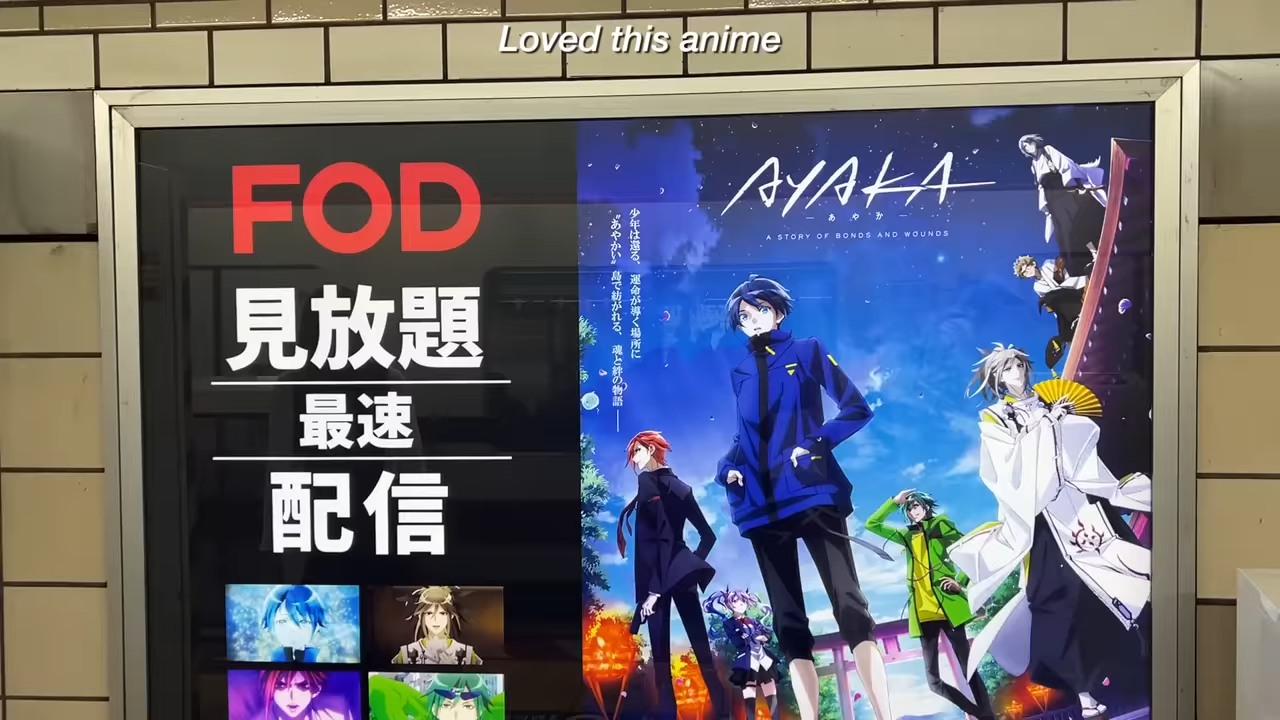 Loved this anime
FOD
見放題
最速
配信
AYAKA
— あやか —
A STORY OF BONDS AND WOUNDS
少年は還る、運命が導く場所に
“あやかい”島で紡がれる、魂と絆の物語——